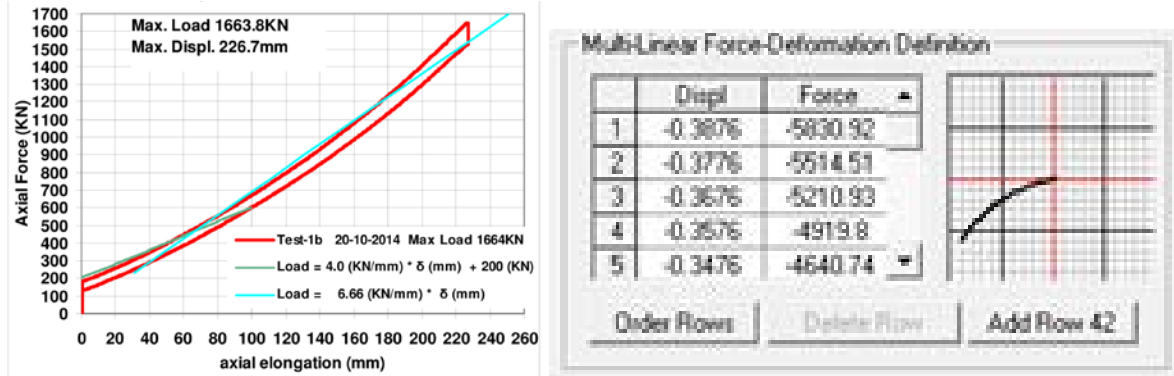 Max. Load 1663.8KN
Max. Displ. 226.7mm
Axial Force (KN)
1700
1600
1500
1400
1300
1200
1100
1000
900
800
700
600
500
400
300
200
100
0
Test-1b 20-10-2014 Max Load 1664KN
Load = 4.0 (KN/mm) * δ (mm) + 200 (KN)
Load = 6.66 (KN/mm) * δ (mm)
0 20 40 60 80 100 120 140 160 180 200 220 240 260
axial elongation (mm)
Multi-Linear Force-Deformation Definition
Displ Force
1 -0.3876 -5830.92
2 -0.3776 -5514.51
3 -0.3676 -5210.93
4 -0.3576 -4919.8
5 -0.3476 -4640.74
Order Rows Delete Row Add Row 42